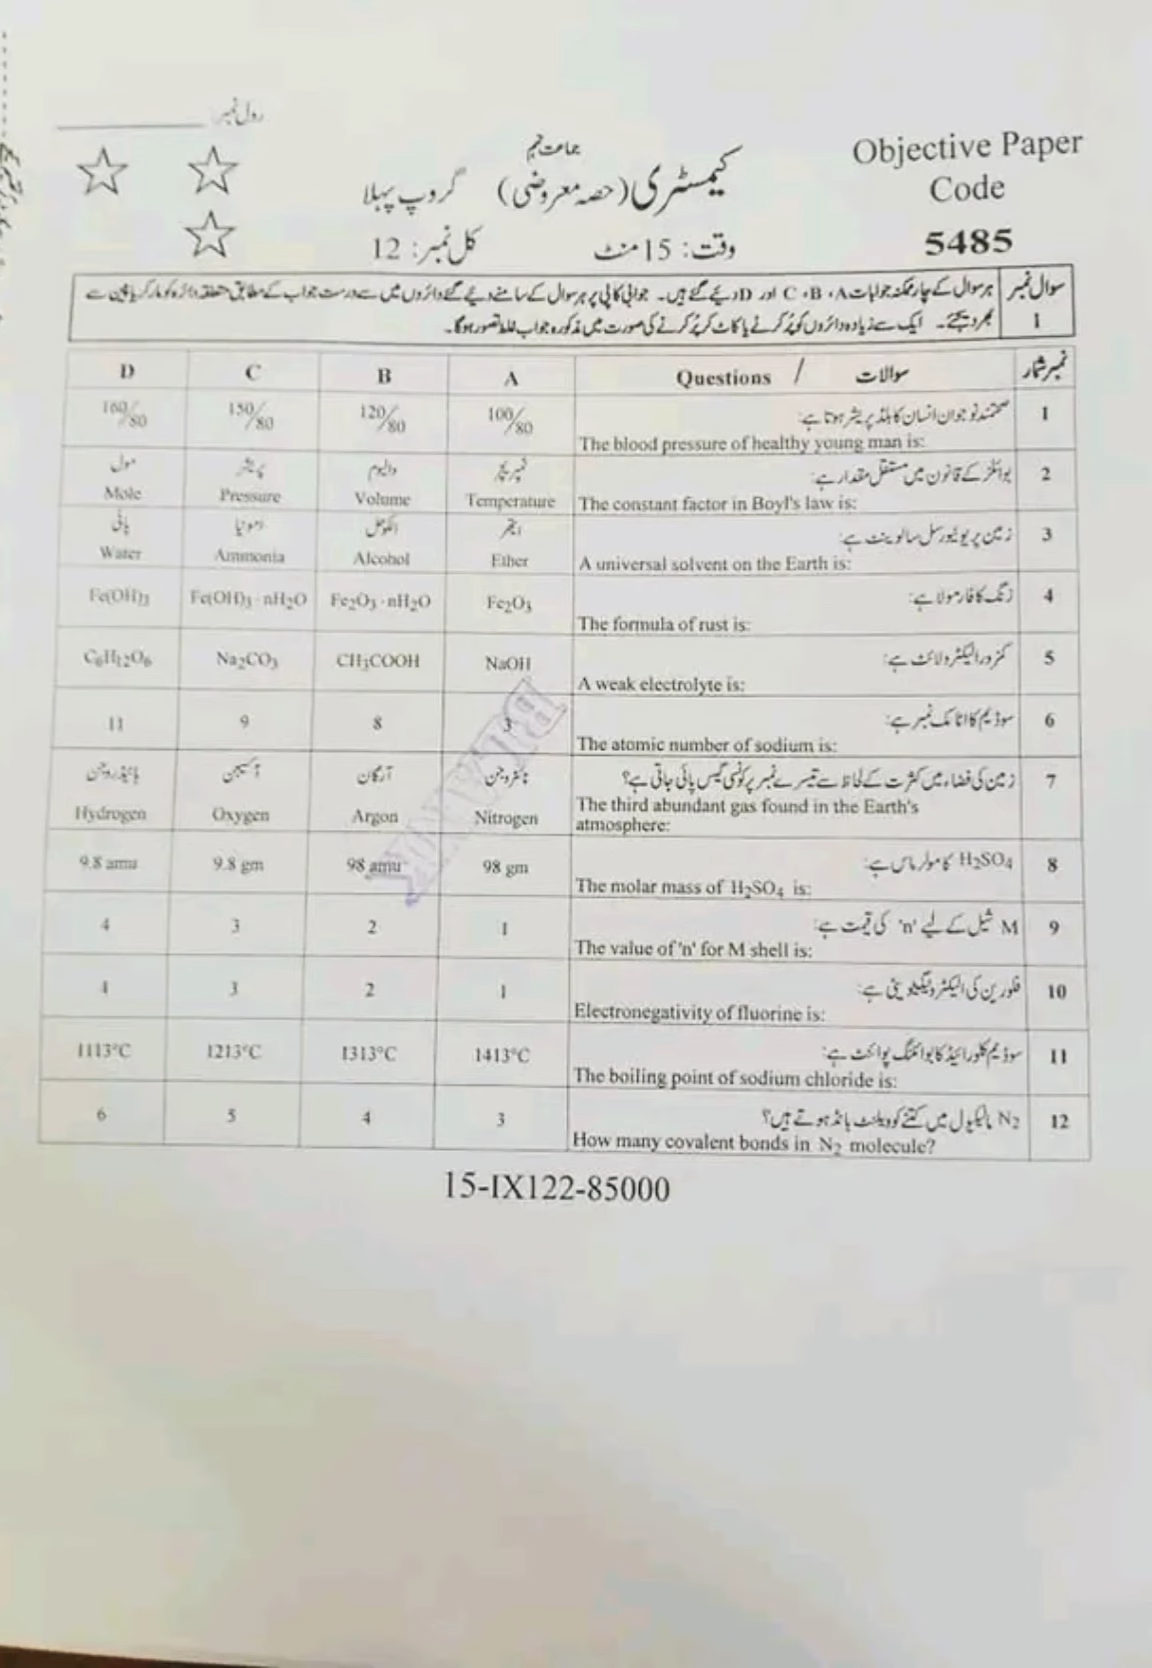 رول نمبر:
Objective Paper
Code
5485
جماعت نہم
کیمسٹری (حصہ معروضی) گروپ پہلا
وقت: 15 منٹ کل نمبر: 12
سوال نمبر 1
ہر سوال کے چار ممکنہ جوابات A، B، C اور D دیئے گئے ہیں۔ جوابی کاپی پر ہر سوال کے سامنے دیئے گئے دائروں میں سے درست جواب کے مطابق متعلقہ دائرہ کو مارکر یا پین سے
بھر دیجئے۔ ایک سے زیادہ دائروں کو پُر کرنے یا کاٹ کر پُر کرنے کی صورت میں مذکورہ جواب غلط تصور ہوگا۔
نمبر شمار سوالات / Questions A B C D
1 صحتمند نوجوان انسان کا بلڈ پریشر ہوتا ہے:
The blood pressure of healthy young man is: 100/80 120/80 150/80 160/80
2 بوائلز کے قانون میں مستقل مقدار ہے: ٹمپریچر والیوم پریشر مول
The constant factor in Boyl's law is: Temperature Volume Pressure Mole
3 زمین پر یونیورسل سالوینٹ ہے: ایتھر الکوحل امونیا پانی
A universal solvent on the Earth is: Ether Alcohol Ammonia Water
4 زنگ کا فارمولا ہے:
The formula of rust is: Fe₂O₃ Fe₂O₃·nH₂O Fe(OH)₃·nH₂O Fe(OH)₃
5 کمزور الیکٹرولائٹ ہے:
A weak electrolyte is: NaOH CH₃COOH Na₂CO₃ C₆H₁₂O₆
6 سوڈیم کا اٹامک نمبر ہے:
The atomic number of sodium is: 3 8 9 11
7 زمین کی فضاء میں کثرت کے لحاظ سے تیسرے نمبر پر کونسی گیس پائی جاتی ہے؟ نائٹروجن آرگان آکسیجن ہائیڈروجن
The third abundant gas found in the Earth's
atmosphere: Nitrogen Argon Oxygen Hydrogen
8 H₂SO₄ کا مولر ماس ہے:
The molar mass of H₂SO₄ is: 98 gm 98 amu 9.8 gm 9.8 amu
9 M شیل کے لیے 'n' کی قیمت ہے:
The value of 'n' for M shell is: 1 2 3 4
10 فلورین کی الیکٹرونیگیٹویٹی ہے:
Electronegativity of fluorine is: 1 2 3 4
11 سوڈیم کلورائیڈ کا بوائلنگ پوائنٹ ہے:
The boiling point of sodium chloride is: 1413°C 1313°C 1213°C 1113°C
12 N₂ مالیکیول میں کتنے کوویلنٹ بانڈ ہوتے ہیں؟
How many covalent bonds in N₂ molecule? 3 4 5 6
15-IX122-85000